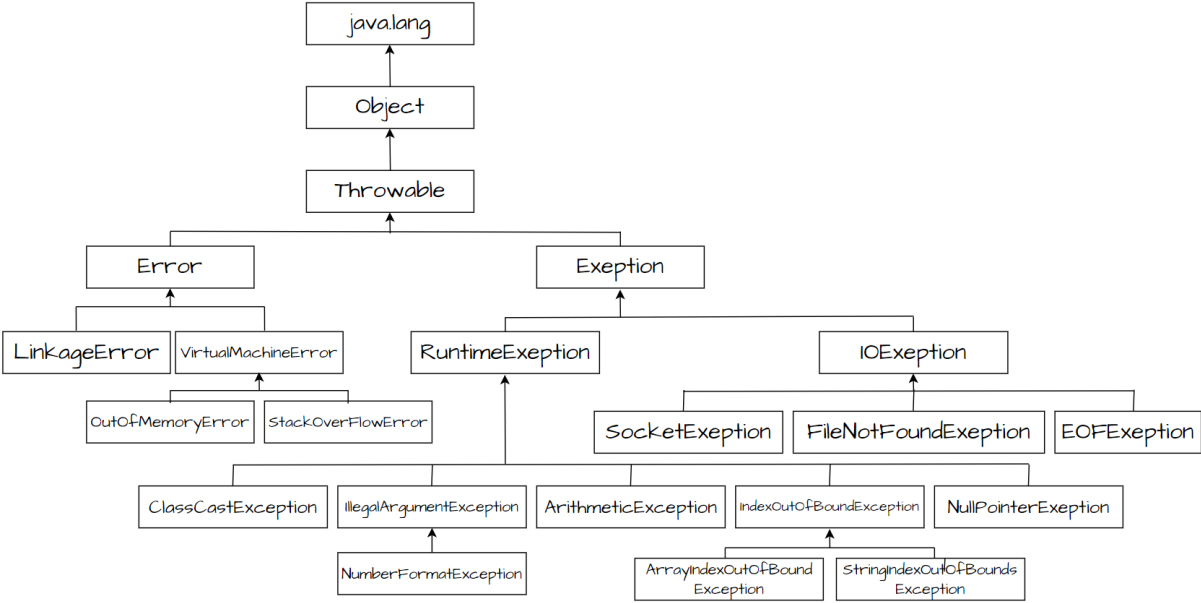 java.lang
Object
Throwable
Error
Exeption
LinkageError
VirtualMachineError
RuntimeExeption
IOExeption
OutOfMemoryError
StackOverFlowError
SocketExeption
FileNotFoundExeption
EOFExeption
ClassCastException
IllegalArgumentException
ArithmeticException
IndexOutOfBoundException
NullPointerExeption
NumberFormatException
ArrayIndexOutOfBound
Exception
StringIndexOutOfBounds
Exception